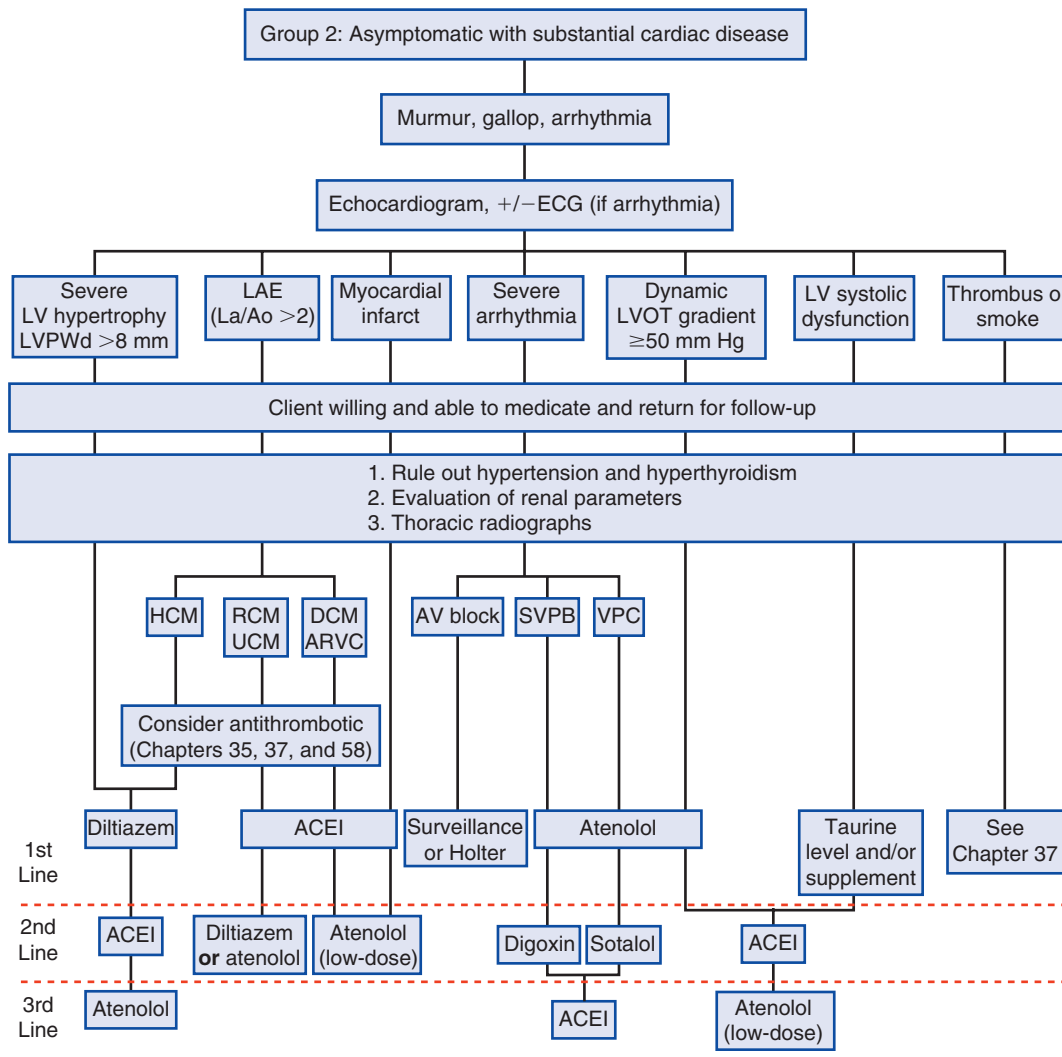 Group 2: Asymptomatic with substantial cardiac disease
Murmur, gallop, arrhythmia
Echocardiogram, +/−ECG (if arrhythmia)
Severe
LV hypertrophy
LVPWd >8 mm
LAE
(La/Ao >2)
Myocardial
infarct
Severe
arrhythmia
Dynamic
LVOT gradient
≥50 mm Hg
LV systolic
dysfunction
Thrombus o
smoke
Client willing and able to medicate and return for follow-up
1. Rule out hypertension and hyperthyroidism
2. Evaluation of renal parameters
3. Thoracic radiographs
HCM
RCM
UCM
DCM
ARVC
AV block
SVPB
VPC
Consider antithrombotic
(Chapters 35, 37, and 58)
1st
Line
Diltiazem
ACEI
Surveillance
or Holter
Atenolol
Taurine
level and/or
supplement
See
Chapter 37
2nd
Line
ACEI
Diltiazem
or atenolol
Atenolol
(low-dose)
Digoxin
Sotalol
ACEI
3rd
Line
Atenolol
ACEI
Atenolol
(low-dose)